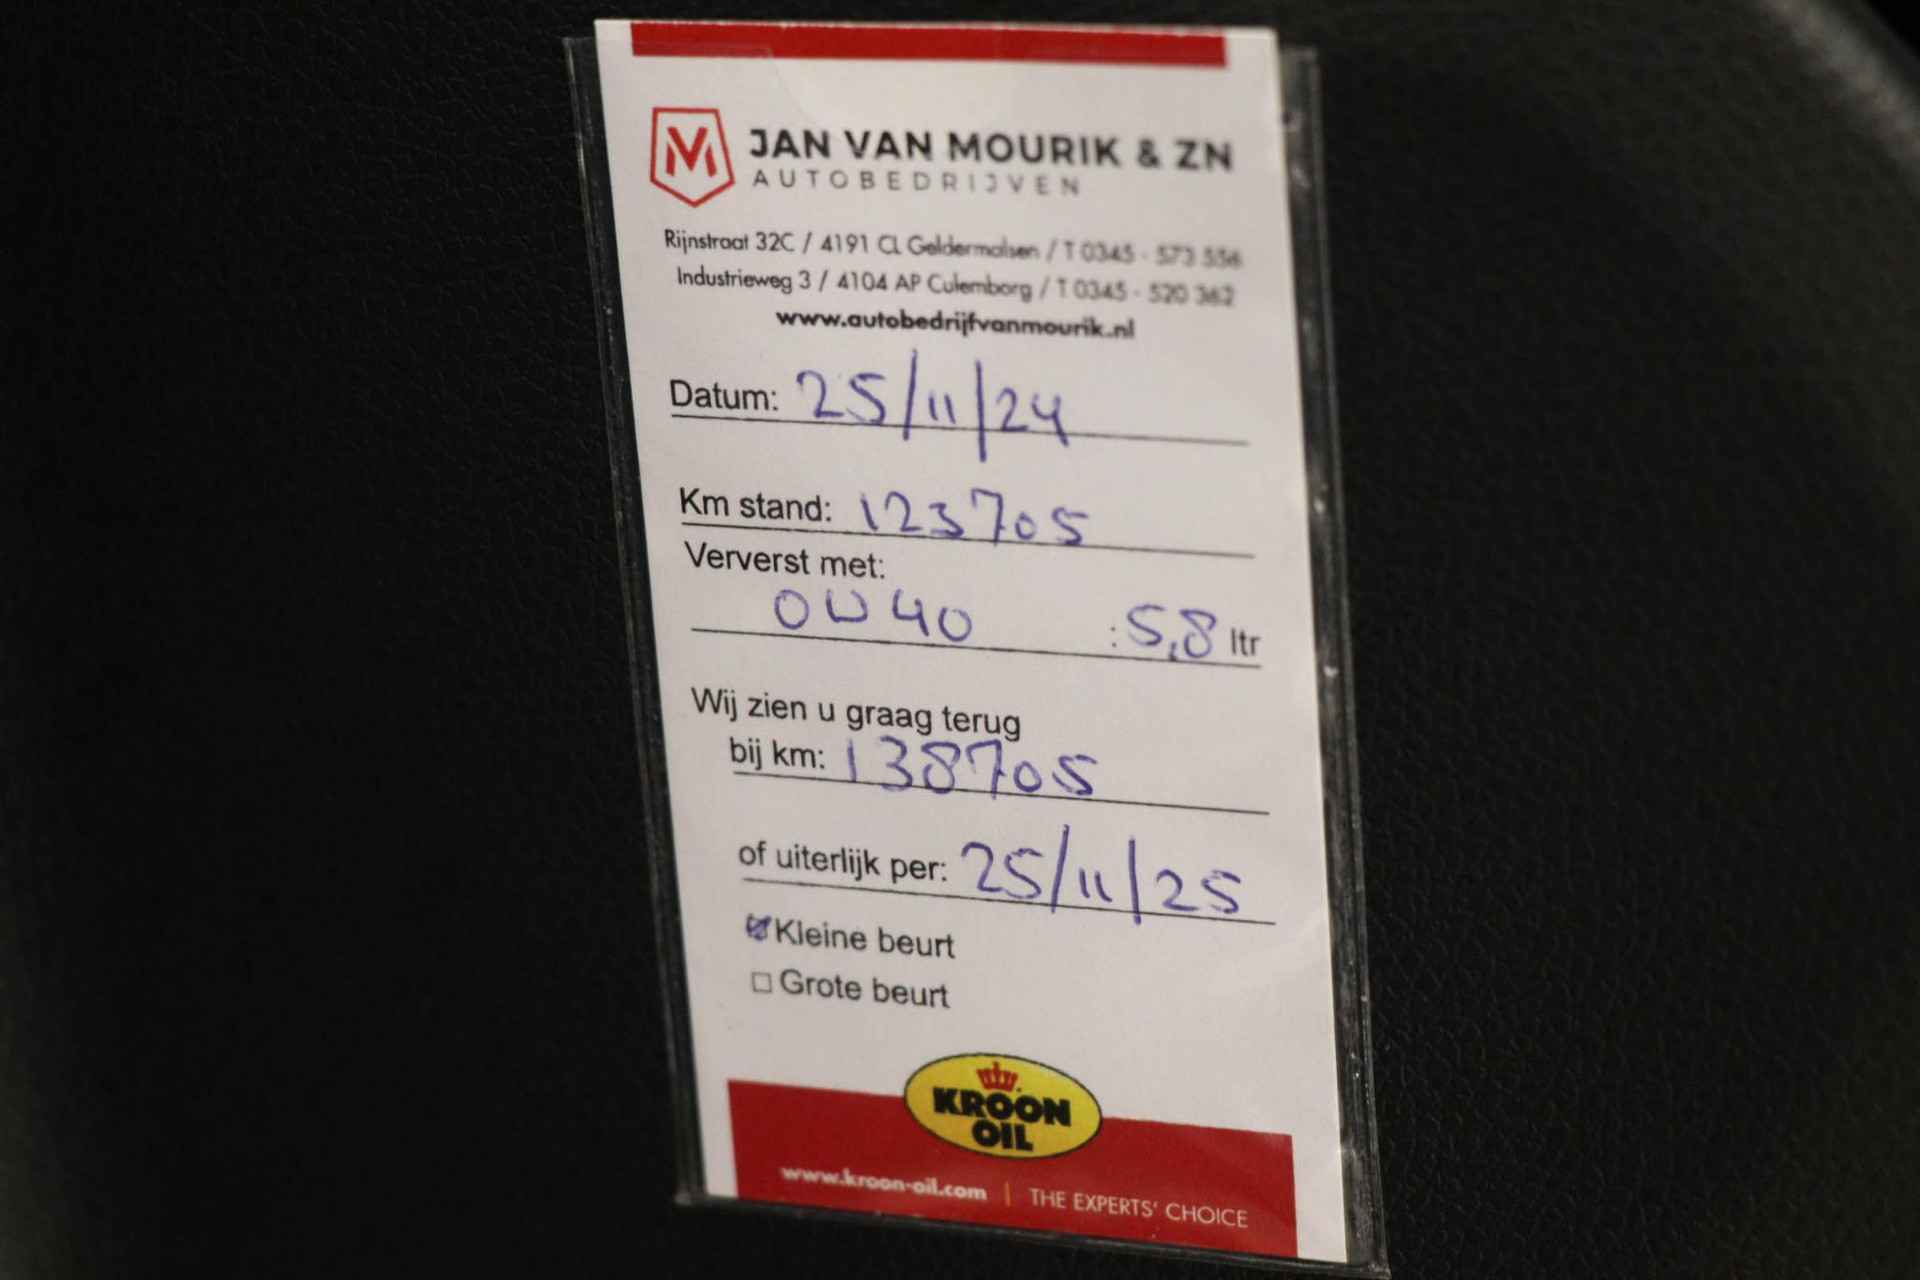 JAN VAN MOURIK & ZN
AUTOBEDRIJVEN
Rijnstraat 32C / 4191 CL Geldermalsen / T 0345 - 573 556
Industrieweg 3 / 4104 AP Culemborg / T 0345 - 520 362
www.autobedrijfvanmourik.nl
Datum: 25/11/24
Km stand: 123705
Ververst met:
0W40 : 5,8 ltr
Wij zien u graag terug
bij km: 138705
of uiterlijk per: 25/11/25
Kleine beurt
Grote beurt
KROON
OIL
www.kroon-oil.com | THE EXPERTS' CHOICE